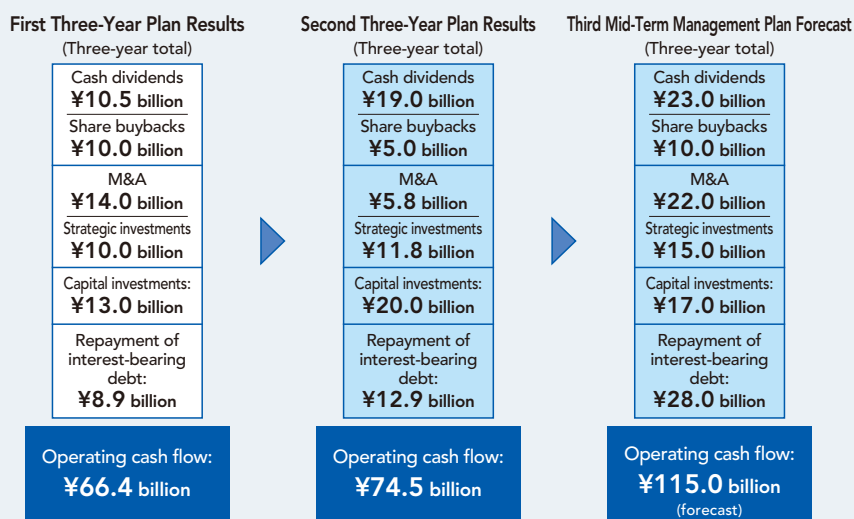 First Three-Year Plan Results
(Three-year total)
Cash dividends
¥10.5 billion
Share buybacks
¥10.0 billion
M&A
¥14.0 billion
Strategic investments
¥10.0 billion
Capital investments:
¥13.0 billion
Repayment of
interest-bearing
debt:
¥8.9 billion
Operating cash flow:
¥66.4 billion
Second Three-Year Plan Results
(Three-year total)
Cash dividends
¥19.0 billion
Share buybacks
¥5.0 billion
M&A
¥5.8 billion
Strategic investments
¥11.8 billion
Capital investments:
¥20.0 billion
Repayment of
interest-bearing
debt:
¥12.9 billion
Operating cash flow:
¥74.5 billion
Third Mid-Term Management Plan Forecast
(Three-year total)
Cash dividends
¥23.0 billion
Share buybacks
¥10.0 billion
M&A
¥22.0 billion
Strategic investments
¥15.0 billion
Capital investments:
¥17.0 billion
Repayment of
interest-bearing
debt:
¥28.0 billion
Operating cash flow:
¥115.0 billion
(forecast)